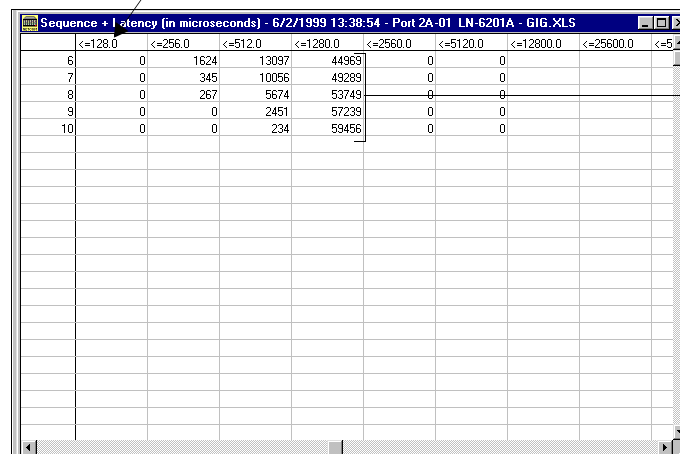 Sequence + Latency (in microseconds) - 6/2/1999 13:38:54 - Port 2A-01 LN-6201A - GIG.XLS
<=128.0 <=256.0 <=512.0 <=1280.0 <=2560.0 <=5120.0 <=12800.0 <=25600.0 <=5
6 0 1624 13097 44969 0 0
7 0 345 10056 49289 0 0
8 0 267 5674 53749 0 0
9 0 0 2451 57239 0 0
10 0 0 234 59456 0 0